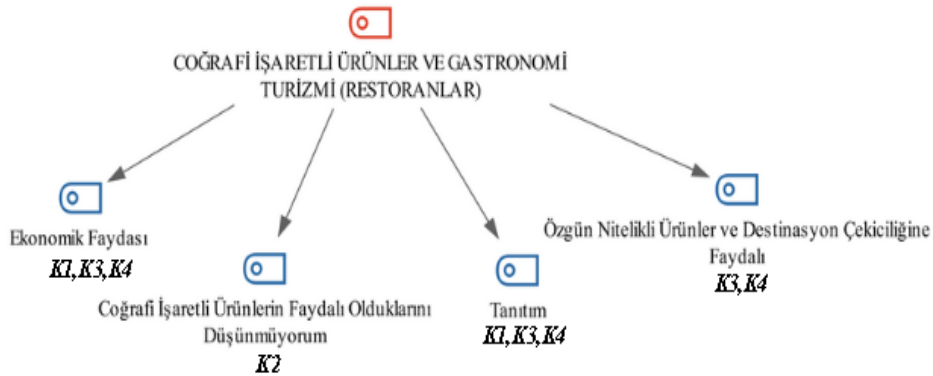 COĞRAFİ İŞARETLİ ÜRÜNLER VE GASTRONOMİ
TURİZMİ (RESTORANLAR)
Ekonomik Faydası
K1,K3,K4
Coğrafi İşaretli Ürünlerin Faydalı Olduklarını
Düşünmüyorum
K2
Tanıtım
K1,K3,K4
Özgün Nitelikli Ürünler ve Destinasyon Çekiciliğine
Faydalı
K3,K4